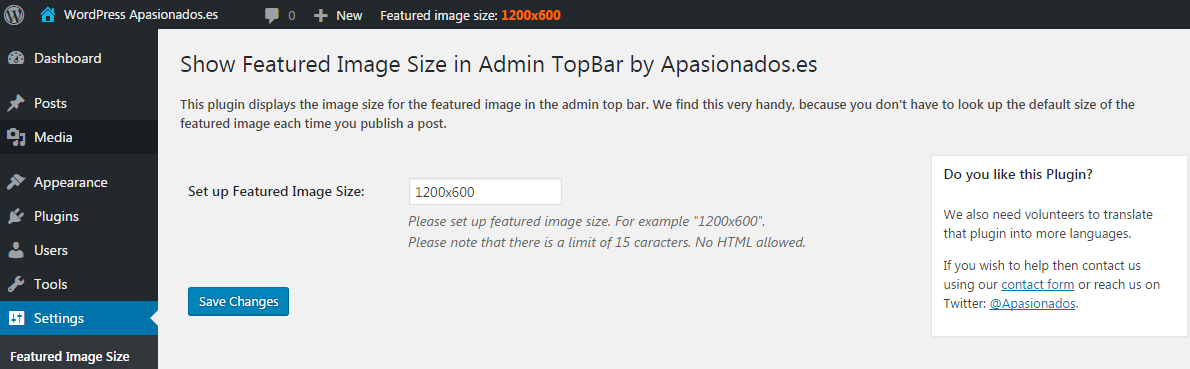 WordPress Apasionados.es 0 New Featured image size: 1200x600
Dashboard
Posts
Media
Appearance
Plugins
Users
Tools
Settings
Featured Image Size
Show Featured Image Size in Admin TopBar by Apasionados.es
This plugin displays the image size for the featured image in the admin top bar. We find this very handy, because you don't have to look up the default size of the
featured image each time you publish a post.
Set up Featured Image Size: 1200x600
Please set up featured image size. For example "1200x600".
Please note that there is a limit of 15 caracters. No HTML allowed.
Save Changes
Do you like this Plugin?
We also need volunteers to translate
that plugin into more languages.
If you wish to help then contact us
using our contact form or reach us on
Twitter: @Apasionados.